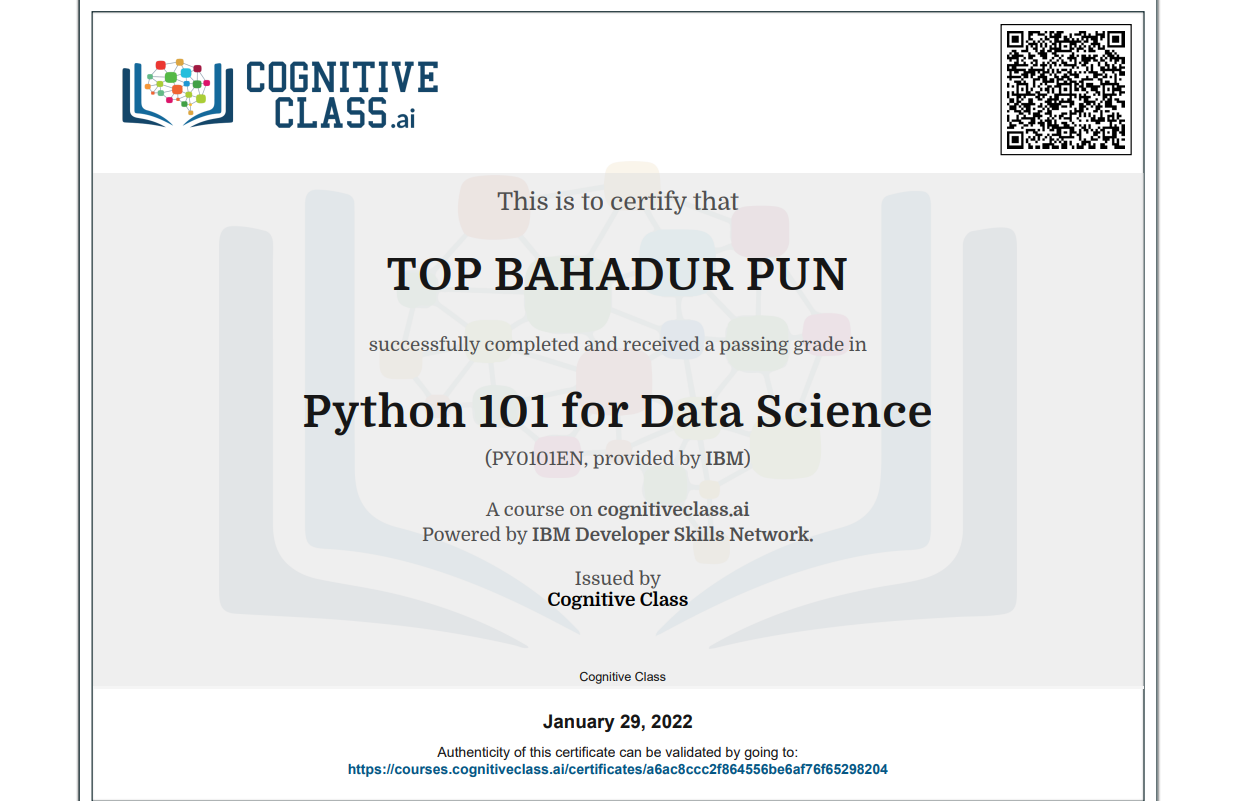 COGNITIVE
CLASS.ai
This is to certify that
TOP BAHADUR PUN
successfully completed and received a passing grade in
Python 101 for Data Science
(PY0101EN, provided by IBM)
A course on cognitiveclass.ai
Powered by IBM Developer Skills Network.
Issued by
Cognitive Class
Cognitive Class
January 29, 2022
Authenticity of this certificate can be validated by going to:
https://courses.cognitiveclass.ai/certificates/a6ac8ccc2f864556be6af76f65298204